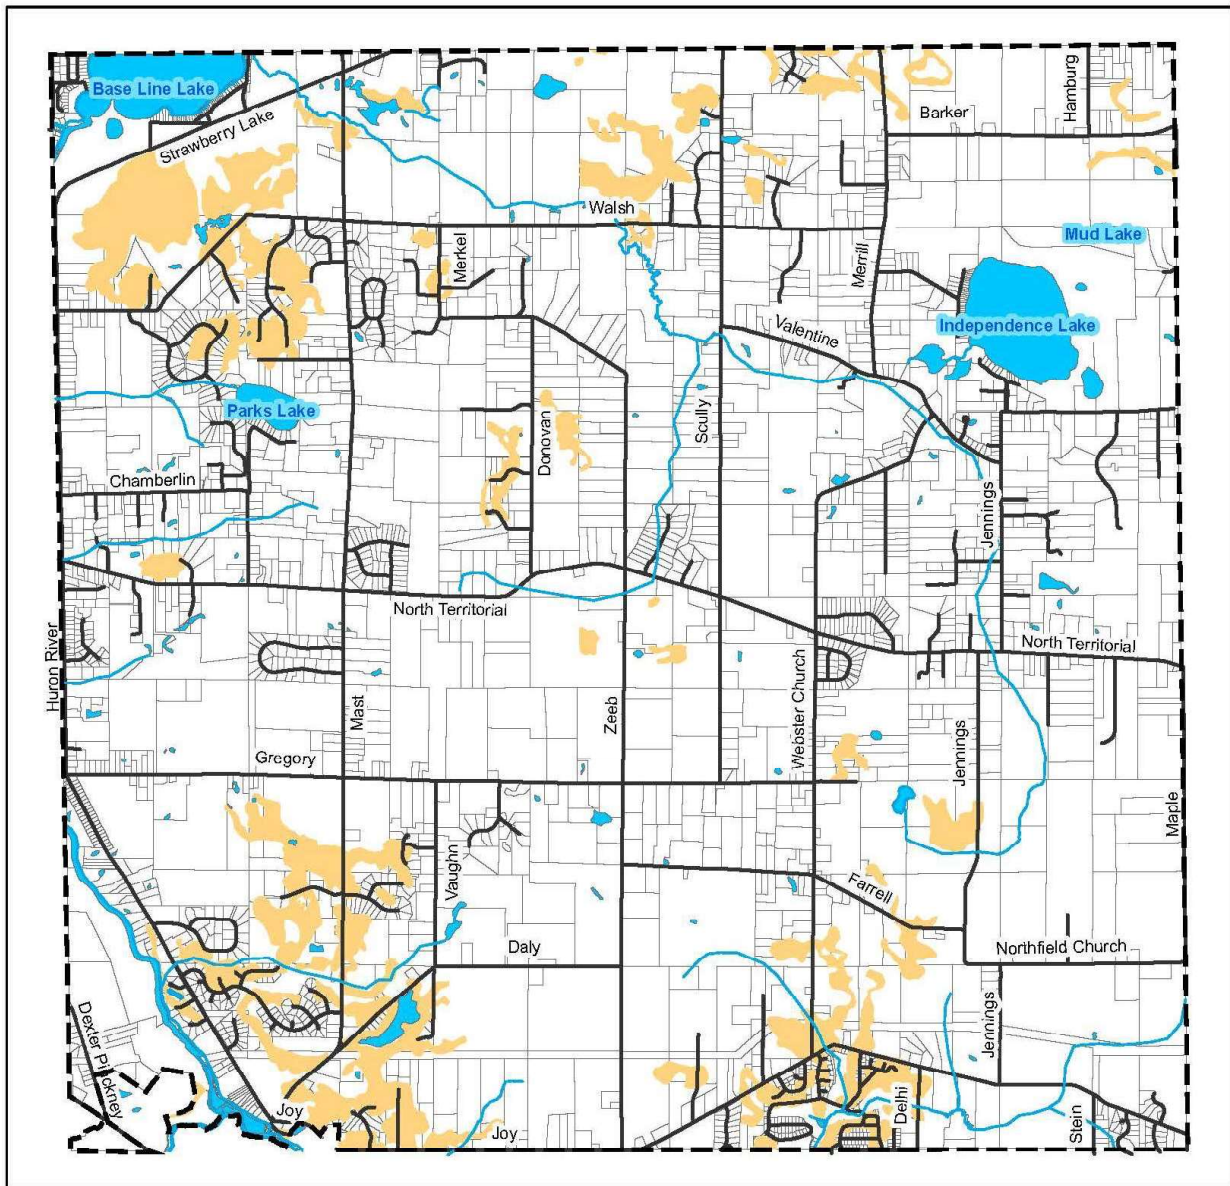 Base Line Lake
Strawberry Lake
Barker
Hamburg
Walsh
Mud Lake
Merkel
Merrill
Independence Lake
Valentine
Parks Lake
Scully
Donovan
Chamberlin
Jennings
North Territorial
North Territorial
Huron River
Mast
Zeeb
Webster Church
Jennings
Gregory
Maple
Vaughn
Farrell
Daly
Northfield Church
Dexter Pinckney
Jennings
Joy
Joy
Delhi
Stein